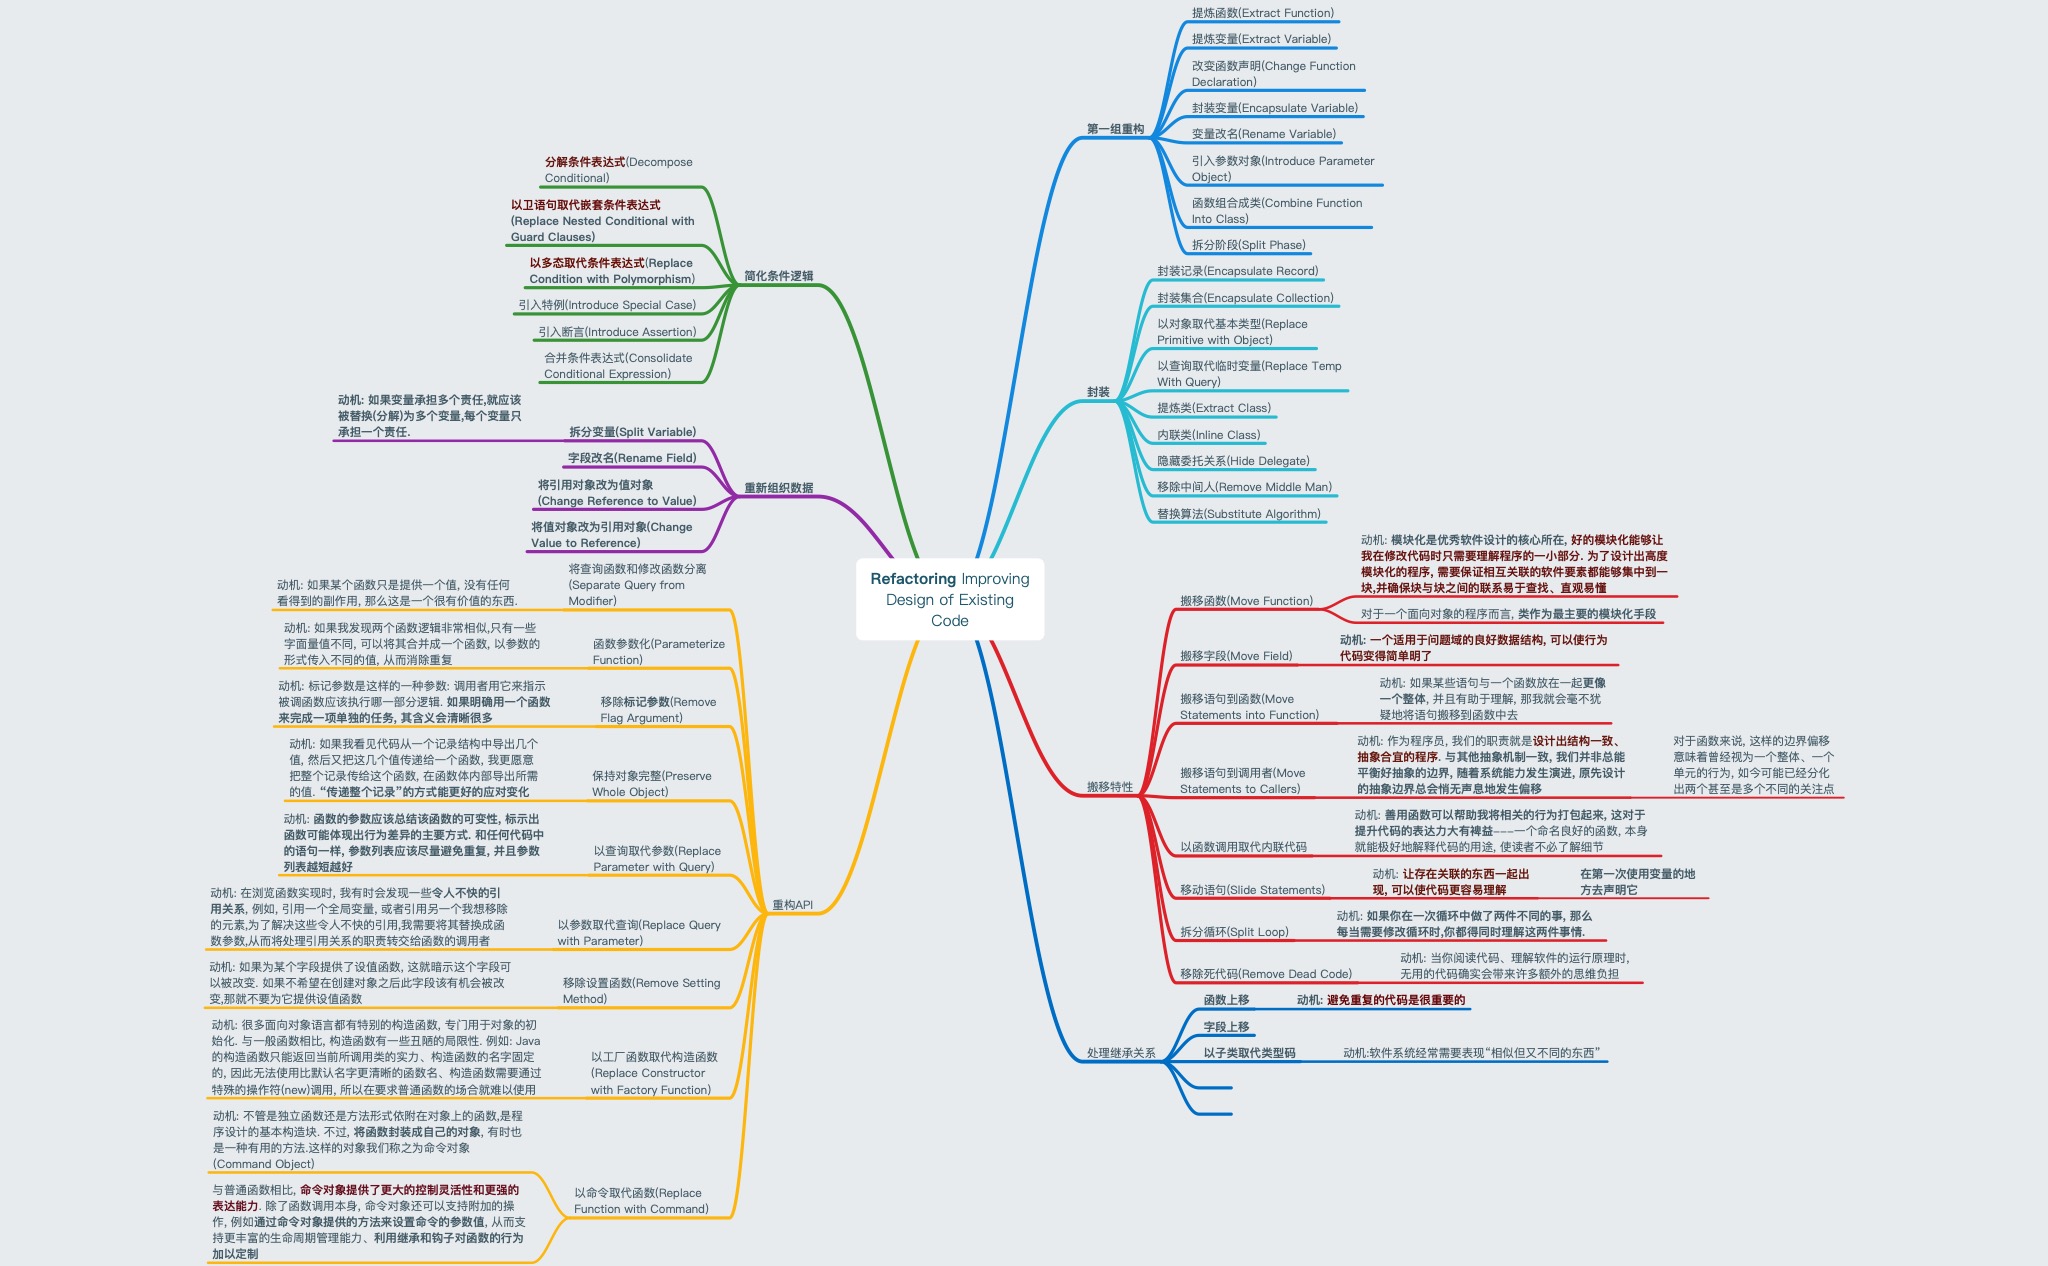 Refactoring Improving
Design of Existing
Code
第一组重构
提炼函数(Extract Function)
提炼变量(Extract Variable)
改变函数声明(Change Function
Declaration)
封装变量(Encapsulate Variable)
变量改名(Rename Variable)
引入参数对象(Introduce Parameter
Object)
函数组合成类(Combine Function
Into Class)
拆分阶段(Split Phase)
封装
封装记录(Encapsulate Record)
封装集合(Encapsulate Collection)
以对象取代基本类型(Replace
Primitive with Object)
以查询取代临时变量(Replace Temp
With Query)
提炼类(Extract Class)
内联类(Inline Class)
隐藏委托关系(Hide Delegate)
移除中间人(Remove Middle Man)
替换算法(Substitute Algorithm)
搬移特性
搬移函数(Move Function)
动机: 模块化是优秀软件设计的核心所在, 好的模块化能够让
我在修改代码时只需要理解程序的一小部分. 为了设计出高度
模块化的程序, 需要保证相互关联的软件要素都能够集中到一
块,并确保块与块之间的联系易于查找、直观易懂
对于一个面向对象的程序而言, 类作为最主要的模块化手段
搬移字段(Move Field)
动机: 一个适用于问题域的良好数据结构, 可以使行为
代码变得简单明了
搬移语句到函数(Move
Statements into Function)
动机: 如果某些语句与一个函数放在一起更像
一个整体, 并且有助于理解, 那我就会毫不犹
疑地将语句搬移到函数中去
搬移语句到调用者(Move
Statements to Callers)
动机: 作为程序员, 我们的职责就是设计出结构一致、
抽象合宜的程序. 与其他抽象机制一致, 我们并非总能
平衡好抽象的边界, 随着系统能力发生演进, 原先设计
的抽象边界总会悄无声息地发生偏移
对于函数来说, 这样的边界偏移
意味着曾经视为一个整体、一个
单元的行为, 如今可能已经分化
出两个甚至是多个不同的关注点
以函数调用取代内联代码
动机: 善用函数可以帮助我将相关的行为打包起来, 这对于
提升代码的表达力大有裨益---一个命名良好的函数, 本身
就能极好地解释代码的用途, 使读者不必了解细节
移动语句(Slide Statements)
动机: 让存在关联的东西一起出
现, 可以使代码更容易理解
在第一次使用变量的地
方去声明它
拆分循环(Split Loop)
动机: 如果你在一次循环中做了两件不同的事, 那么
每当需要修改循环时,你都得同时理解这两件事情.
移除死代码(Remove Dead Code)
动机: 当你阅读代码、理解软件的运行原理时,
无用的代码确实会带来许多额外的思维负担
处理继承关系
函数上移
动机: 避免重复的代码是很重要的
字段上移
以子类取代类型码
动机:软件系统经常需要表现“相似但又不同的东西”
简化条件逻辑
分解条件表达式(Decompose
Conditional)
以卫语句取代嵌套条件表达式
(Replace Nested Conditional with
Guard Clauses)
以多态取代条件表达式(Replace
Condition with Polymorphism)
引入特例(Introduce Special Case)
引入断言(Introduce Assertion)
合并条件表达式(Consolidate
Conditional Expression)
重新组织数据
拆分变量(Split Variable)
动机: 如果变量承担多个责任,就应该
被替换(分解)为多个变量,每个变量只
承担一个责任.
字段改名(Rename Field)
将引用对象改为值对象
(Change Reference to Value)
将值对象改为引用对象(Change
Value to Reference)
重构API
将查询函数和修改函数分离
(Separate Query from
Modifier)
动机: 如果某个函数只是提供一个值, 没有任何
看得到的副作用, 那么这是一个很有价值的东西.
函数参数化(Parameterize
Function)
动机: 如果我发现两个函数逻辑非常相似,只有一些
字面量值不同, 可以将其合并成一个函数, 以参数的
形式传入不同的值, 从而消除重复
移除标记参数(Remove
Flag Argument)
动机: 标记参数是这样的一种参数: 调用者用它来指示
被调函数应该执行哪一部分逻辑. 如果明确用一个函数
来完成一项单独的任务, 其含义会清晰很多
保持对象完整(Preserve
Whole Object)
动机: 如果我看见代码从一个记录结构中导出几个
值, 然后又把这几个值传递给一个函数, 我更愿意
把整个记录传给这个函数, 在函数体内部导出所需
的值. “传递整个记录”的方式能更好的应对变化
以查询取代参数(Replace
Parameter with Query)
动机: 函数的参数应该总结该函数的可变性, 标示出
函数可能体现出行为差异的主要方式. 和任何代码中
的语句一样, 参数列表应该尽量避免重复, 并且参数
列表越短越好
以参数取代查询(Replace Query
with Parameter)
动机: 在浏览函数实现时, 我有时会发现一些令人不快的引
用关系, 例如, 引用一个全局变量, 或者引用另一个我想移除
的元素,为了解决这些令人不快的引用,我需要将其替换成函
数参数,从而将处理引用关系的职责转交给函数的调用者
移除设置函数(Remove Setting
Method)
动机: 如果为某个字段提供了设值函数, 这就暗示这个字段可
以被改变. 如果不希望在创建对象之后此字段该有机会被改
变,那就不要为它提供设值函数
以工厂函数取代构造函数
(Replace Constructor
with Factory Function)
动机: 很多面向对象语言都有特别的构造函数, 专门用于对象的初
始化. 与一般函数相比, 构造函数有一些丑陋的局限性. 例如: Java
的构造函数只能返回当前所调用类的实力、构造函数的名字固定
的, 因此无法使用比默认名字更清晰的函数名、构造函数需要通过
特殊的操作符(new)调用, 所以在要求普通函数的场合就难以使用
以命令取代函数(Replace
Function with Command)
动机: 不管是独立函数还是方法形式依附在对象上的函数,是程
序设计的基本构造块. 不过, 将函数封装成自己的对象, 有时也
是一种有用的方法.这样的对象我们称之为命令对象
(Command Object)
与普通函数相比, 命令对象提供了更大的控制灵活性和更强的
表达能力. 除了函数调用本身, 命令对象还可以支持附加的操
作, 例如通过命令对象提供的方法来设置命令的参数值, 从而支
持更丰富的生命周期管理能力、利用继承和钩子对函数的行为
加以定制